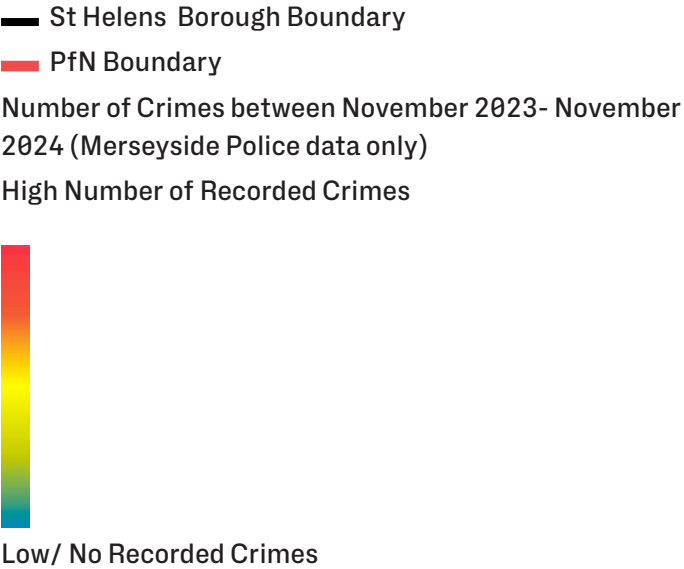 St Helens  Borough Boundary
PfN Boundary
Number of Crimes between November 2023- November
2024 (Merseyside Police data only)
High Number of Recorded Crimes
Low/ No Recorded Crimes